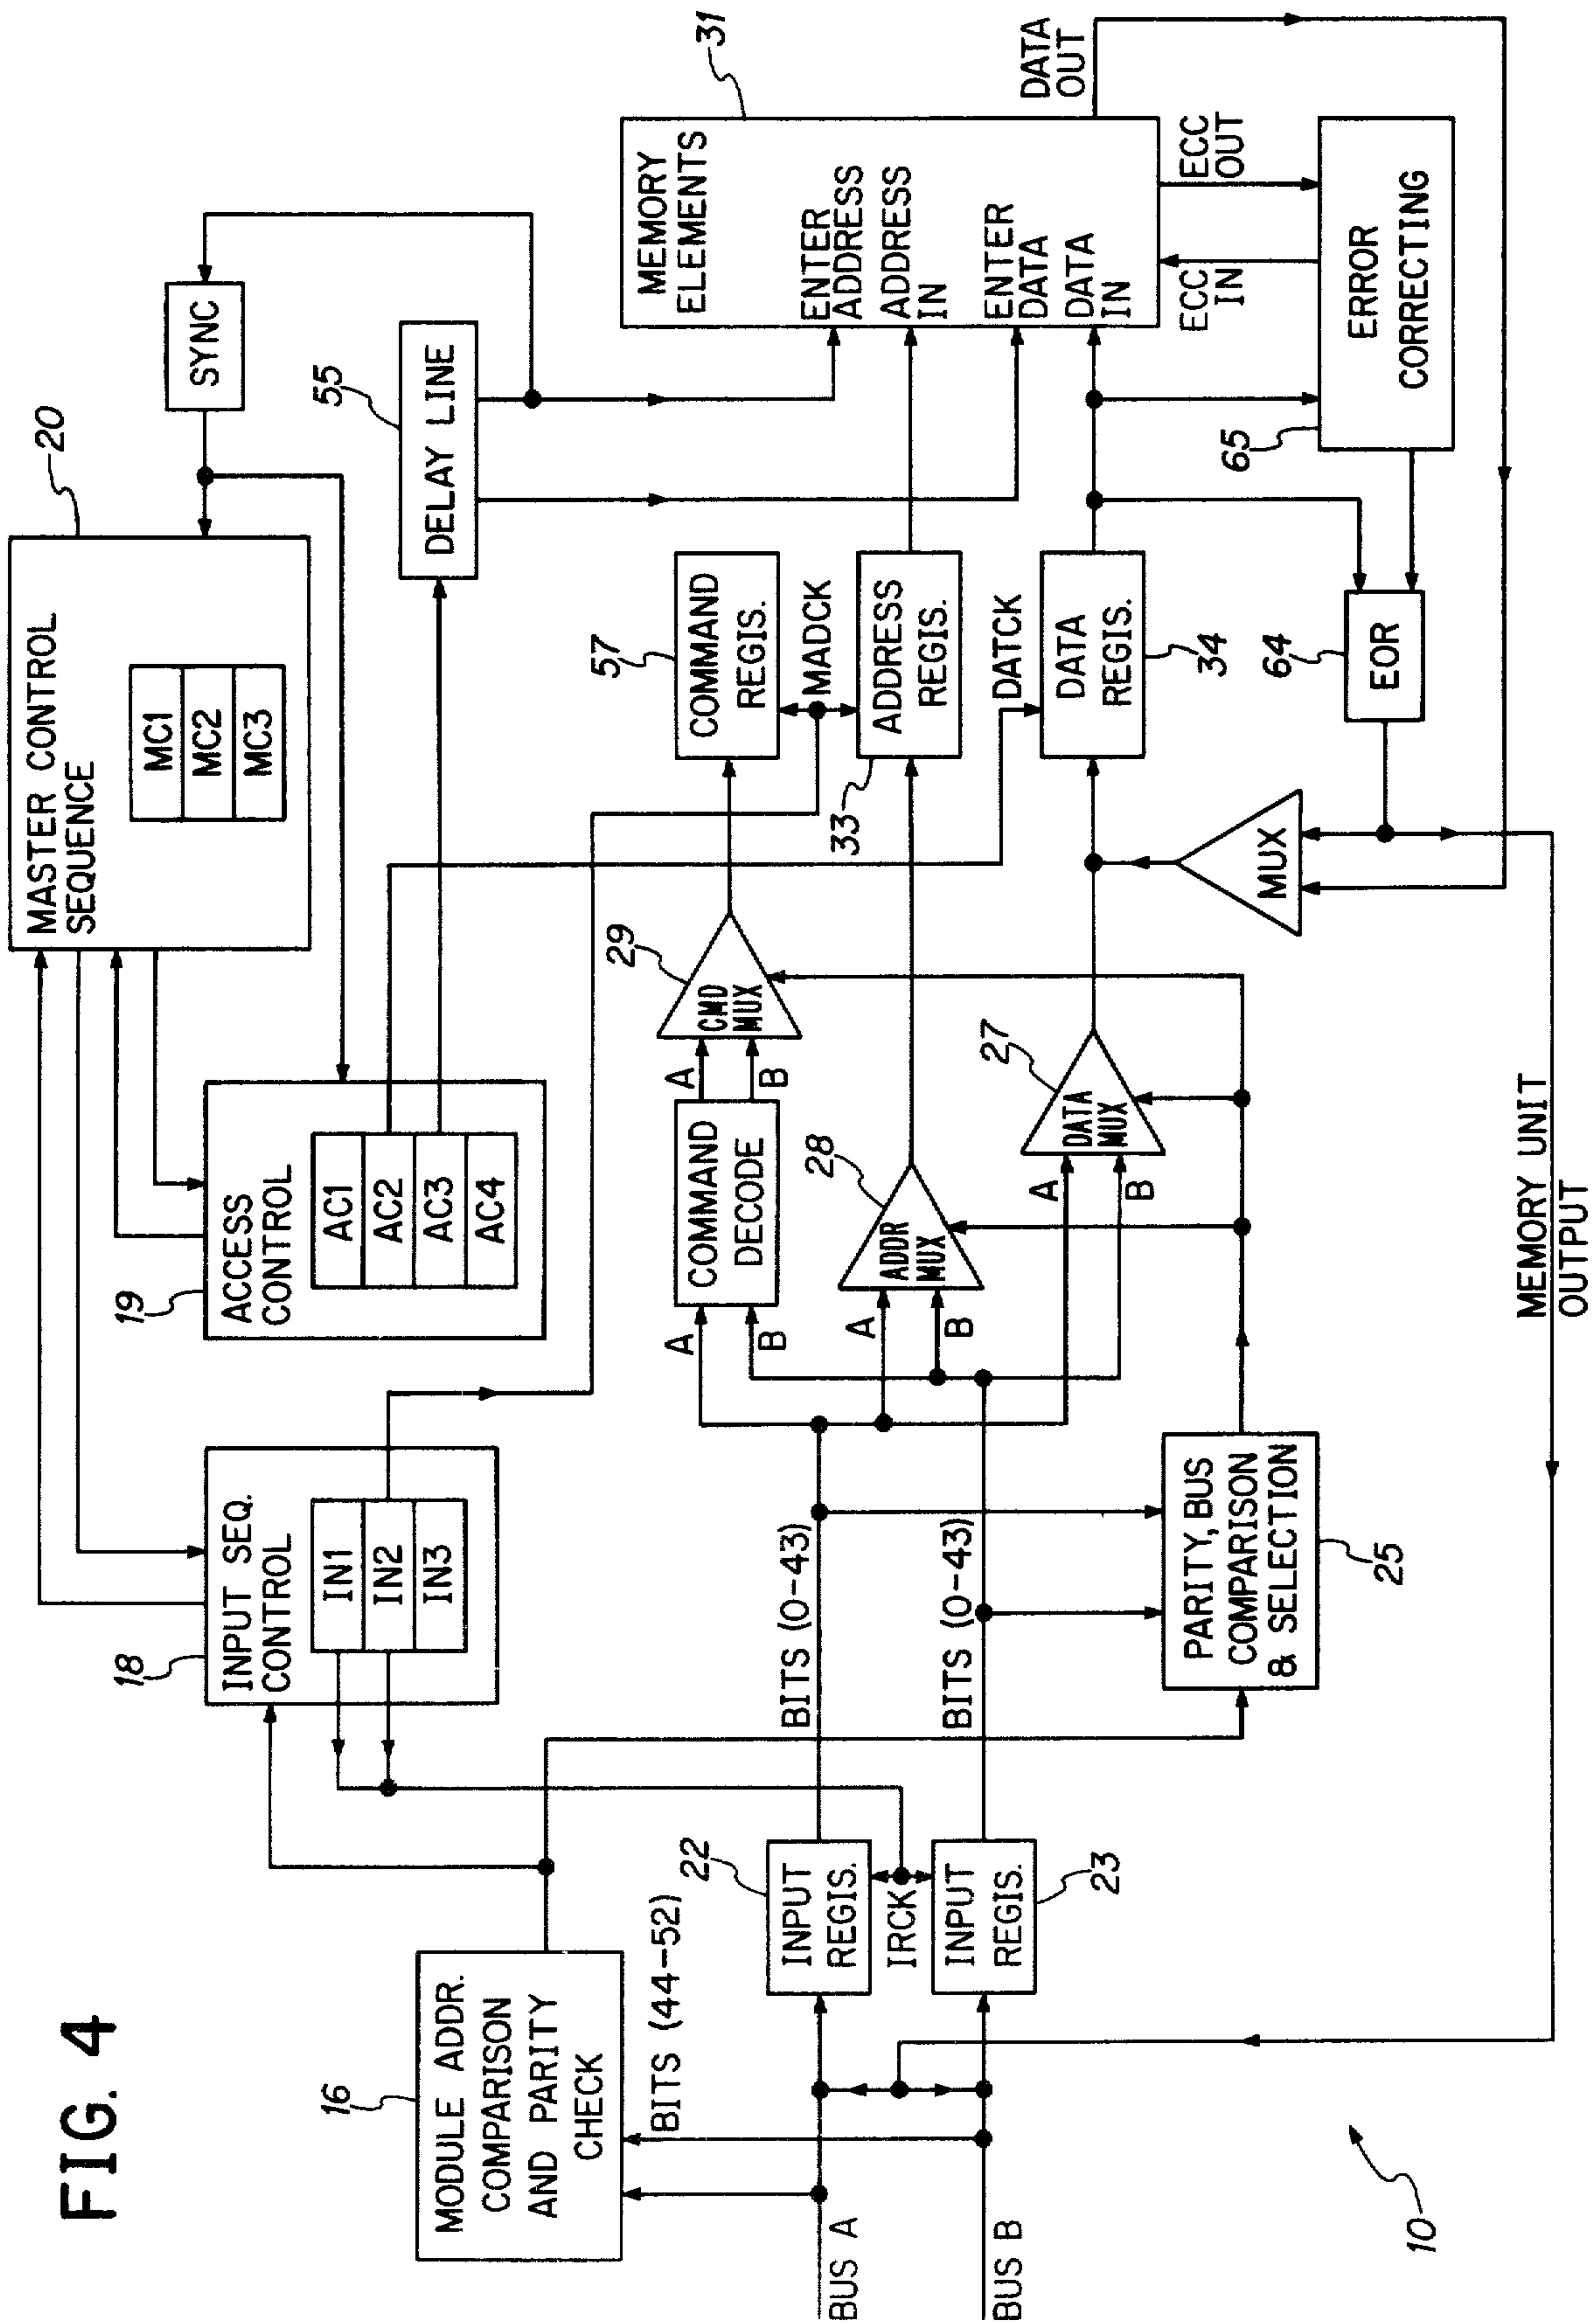 FIG. 4
MASTER CONTROL
SEQUENCE
MC1
MC2
MC3
20
SYNC
18
INPUT SEQ.
CONTROL
IN1
IN2
IN3
19
ACCESS
CONTROL
AC1
AC2
AC3
AC4
55
DELAY LINE
16
MODULE ADDR.
COMPARISON
AND PARITY
CHECK
BITS (44-52)
BUS A
BUS B
22
INPUT
REGIS.
IRCK
INPUT
REGIS.
23
BITS (0-43)
BITS (0-43)
A
B
COMMAND
DECODE
A
B
29
CMD
MUX
57
COMMAND
REGIS.
MADCK
A
B
28
ADDR
MUX
33
ADDRESS
REGIS.
A
B
27
DATA
MUX
DATCK
DATA
REGIS.
34
31
MEMORY
ELEMENTS
ENTER
ADDRESS
ADDRESS
IN
ENTER
DATA
DATA
IN
DATA
OUT
ECC
IN
ECC
OUT
65
ERROR
CORRECTING
64
EOR
MUX
PARITY, BUS
COMPARISON
& SELECTION
25
MEMORY UNIT
OUTPUT
10